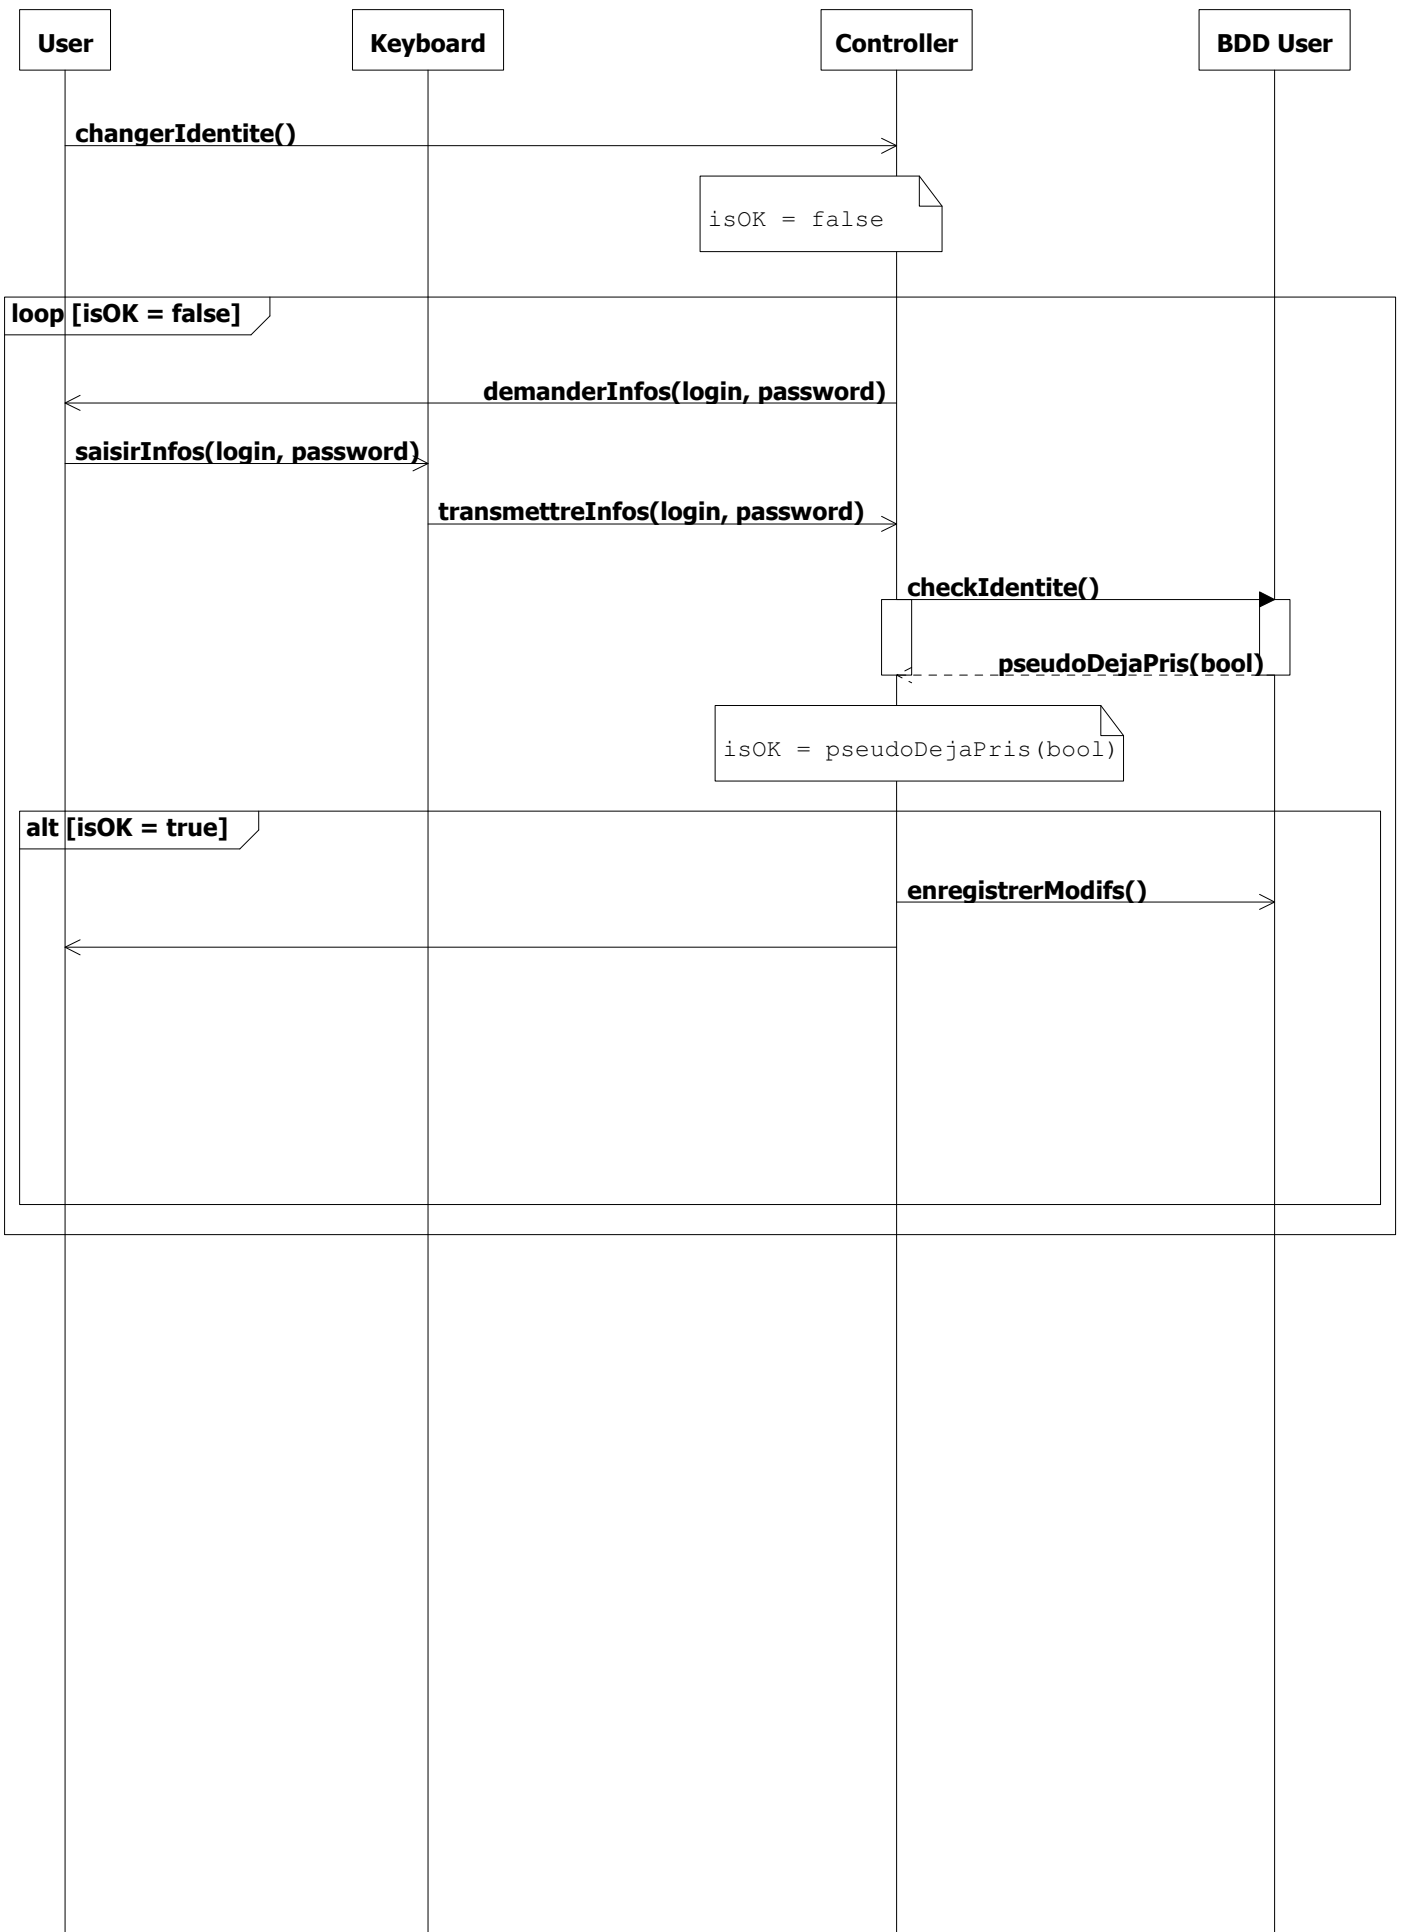 User
Keyboard
Controller
BDD User
changerIdentite()
isOK = false
loop [isOK = false]
demanderInfos(login, password)
saisirInfos(login, password)
transmettreInfos(login, password)
checkIdentite()
pseudoDejaPris(bool)
isOK = pseudoDejaPris(bool)
alt [isOK = true]
enregistrerModifs()